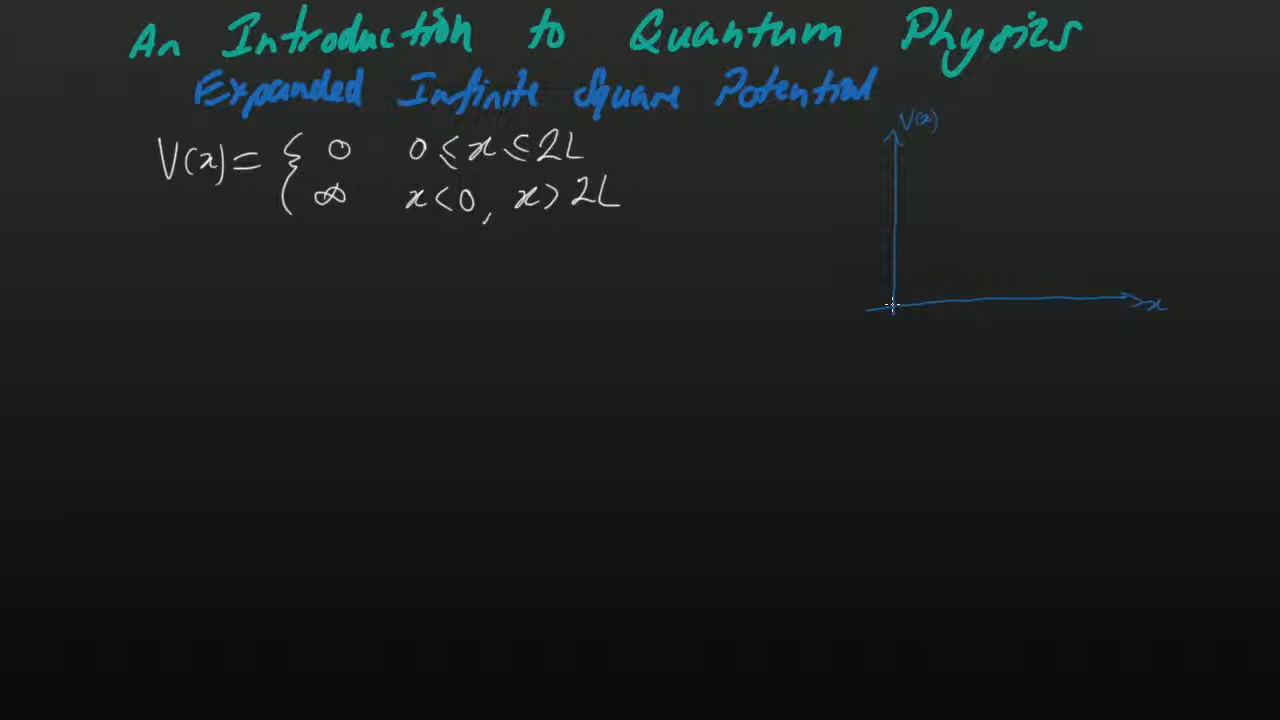 An Introduction to Quantum Physics
Expanded Infinite Square Potential
V(x) = { 0 0 ≤ x ≤ 2L
∞ x < 0, x > 2L
V(x)
x